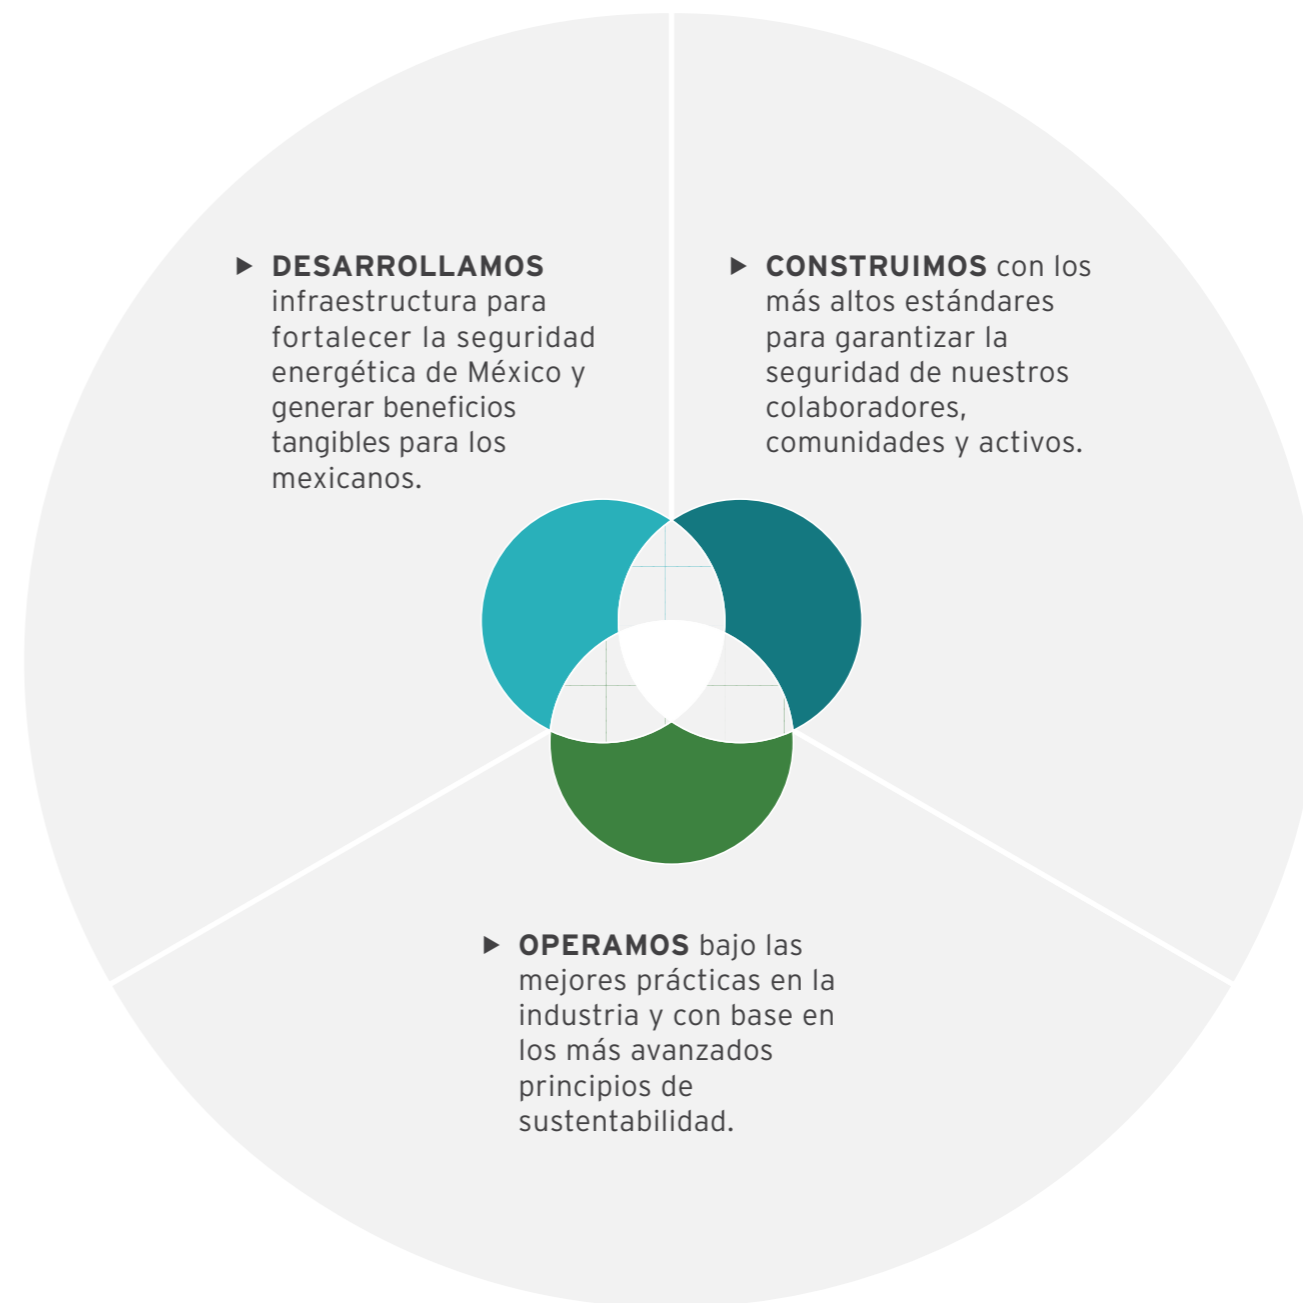 ▶ DESARROLLAMOS
infraestructura para
fortalecer la seguridad
energética de México y
generar beneficios
tangibles para los
mexicanos.
▶ CONSTRUIMOS con los
más altos estándares
para garantizar la
seguridad de nuestros
colaboradores,
comunidades y activos.
▶ OPERAMOS bajo las
mejores prácticas en la
industria y con base en
los más avanzados
principios de
sustentabilidad.